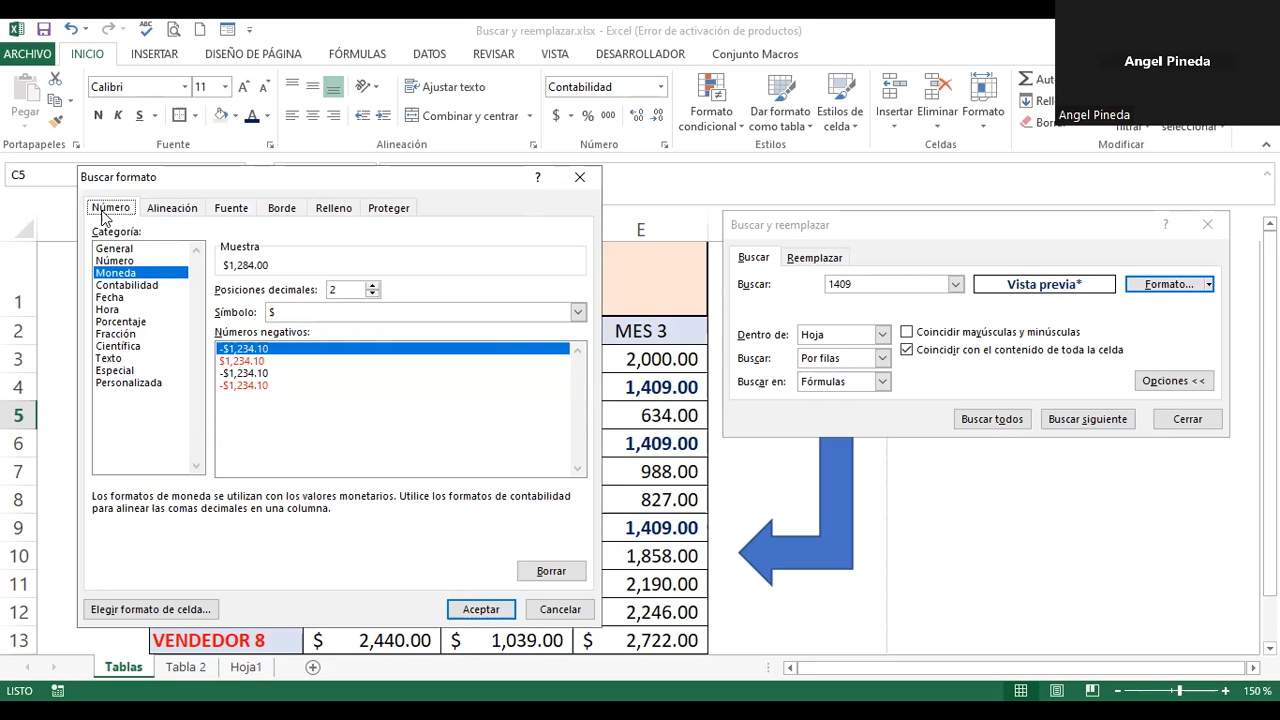 Buscar y reemplazar.xlsx - Excel (Error de activación de productos)
ARCHIVO INICIO INSERTAR DISEÑO DE PÁGINA FÓRMULAS DATOS REVISAR VISTA DESARROLLADOR Conjunto Macros
Angel Pineda
Angel Pineda
Pegar
Calibri 11
N K S
Ajustar texto
Combinar y centrar
Contabilidad
$ % 000
Formato condicional
Dar formato como tabla
Estilos de celda
Insertar Eliminar Formato
Portapapeles Fuente Alineación Número Estilos Celdas Modificar
C5
Buscar formato
Número Alineación Fuente Borde Relleno Proteger
Categoría:
General
Número
Moneda
Contabilidad
Fecha
Hora
Porcentaje
Fracción
Científica
Texto
Especial
Personalizada
Muestra
$1,284.00
Posiciones decimales: 2
Símbolo: $
Números negativos:
-$1,234.10
$1,234.10
-$1,234.10
-$1,234.10
Los formatos de moneda se utilizan con los valores monetarios. Utilice los formatos de contabilidad
para alinear las comas decimales en una columna.
Borrar
Elegir formato de celda...
Aceptar
Cancelar
Buscar y reemplazar
Buscar Reemplazar
Buscar: 1409 Vista previa* Formato...
Dentro de: Hoja
Buscar: Por filas
Buscar en: Fórmulas
Coincidir mayúsculas y minúsculas
Coincidir con el contenido de toda la celda
Opciones <<
Buscar todos Buscar siguiente Cerrar
E
1
2 MES 3
3 2,000.00
4 1,409.00
5 634.00
6 1,409.00
7 988.00
8 827.00
9 1,409.00
10 1,858.00
11 2,190.00
12 2,246.00
13 VENDEDOR 8 $ 2,440.00 $ 1,039.00 $ 2,722.00
Tablas Tabla 2 Hoja1
LISTO
150 %